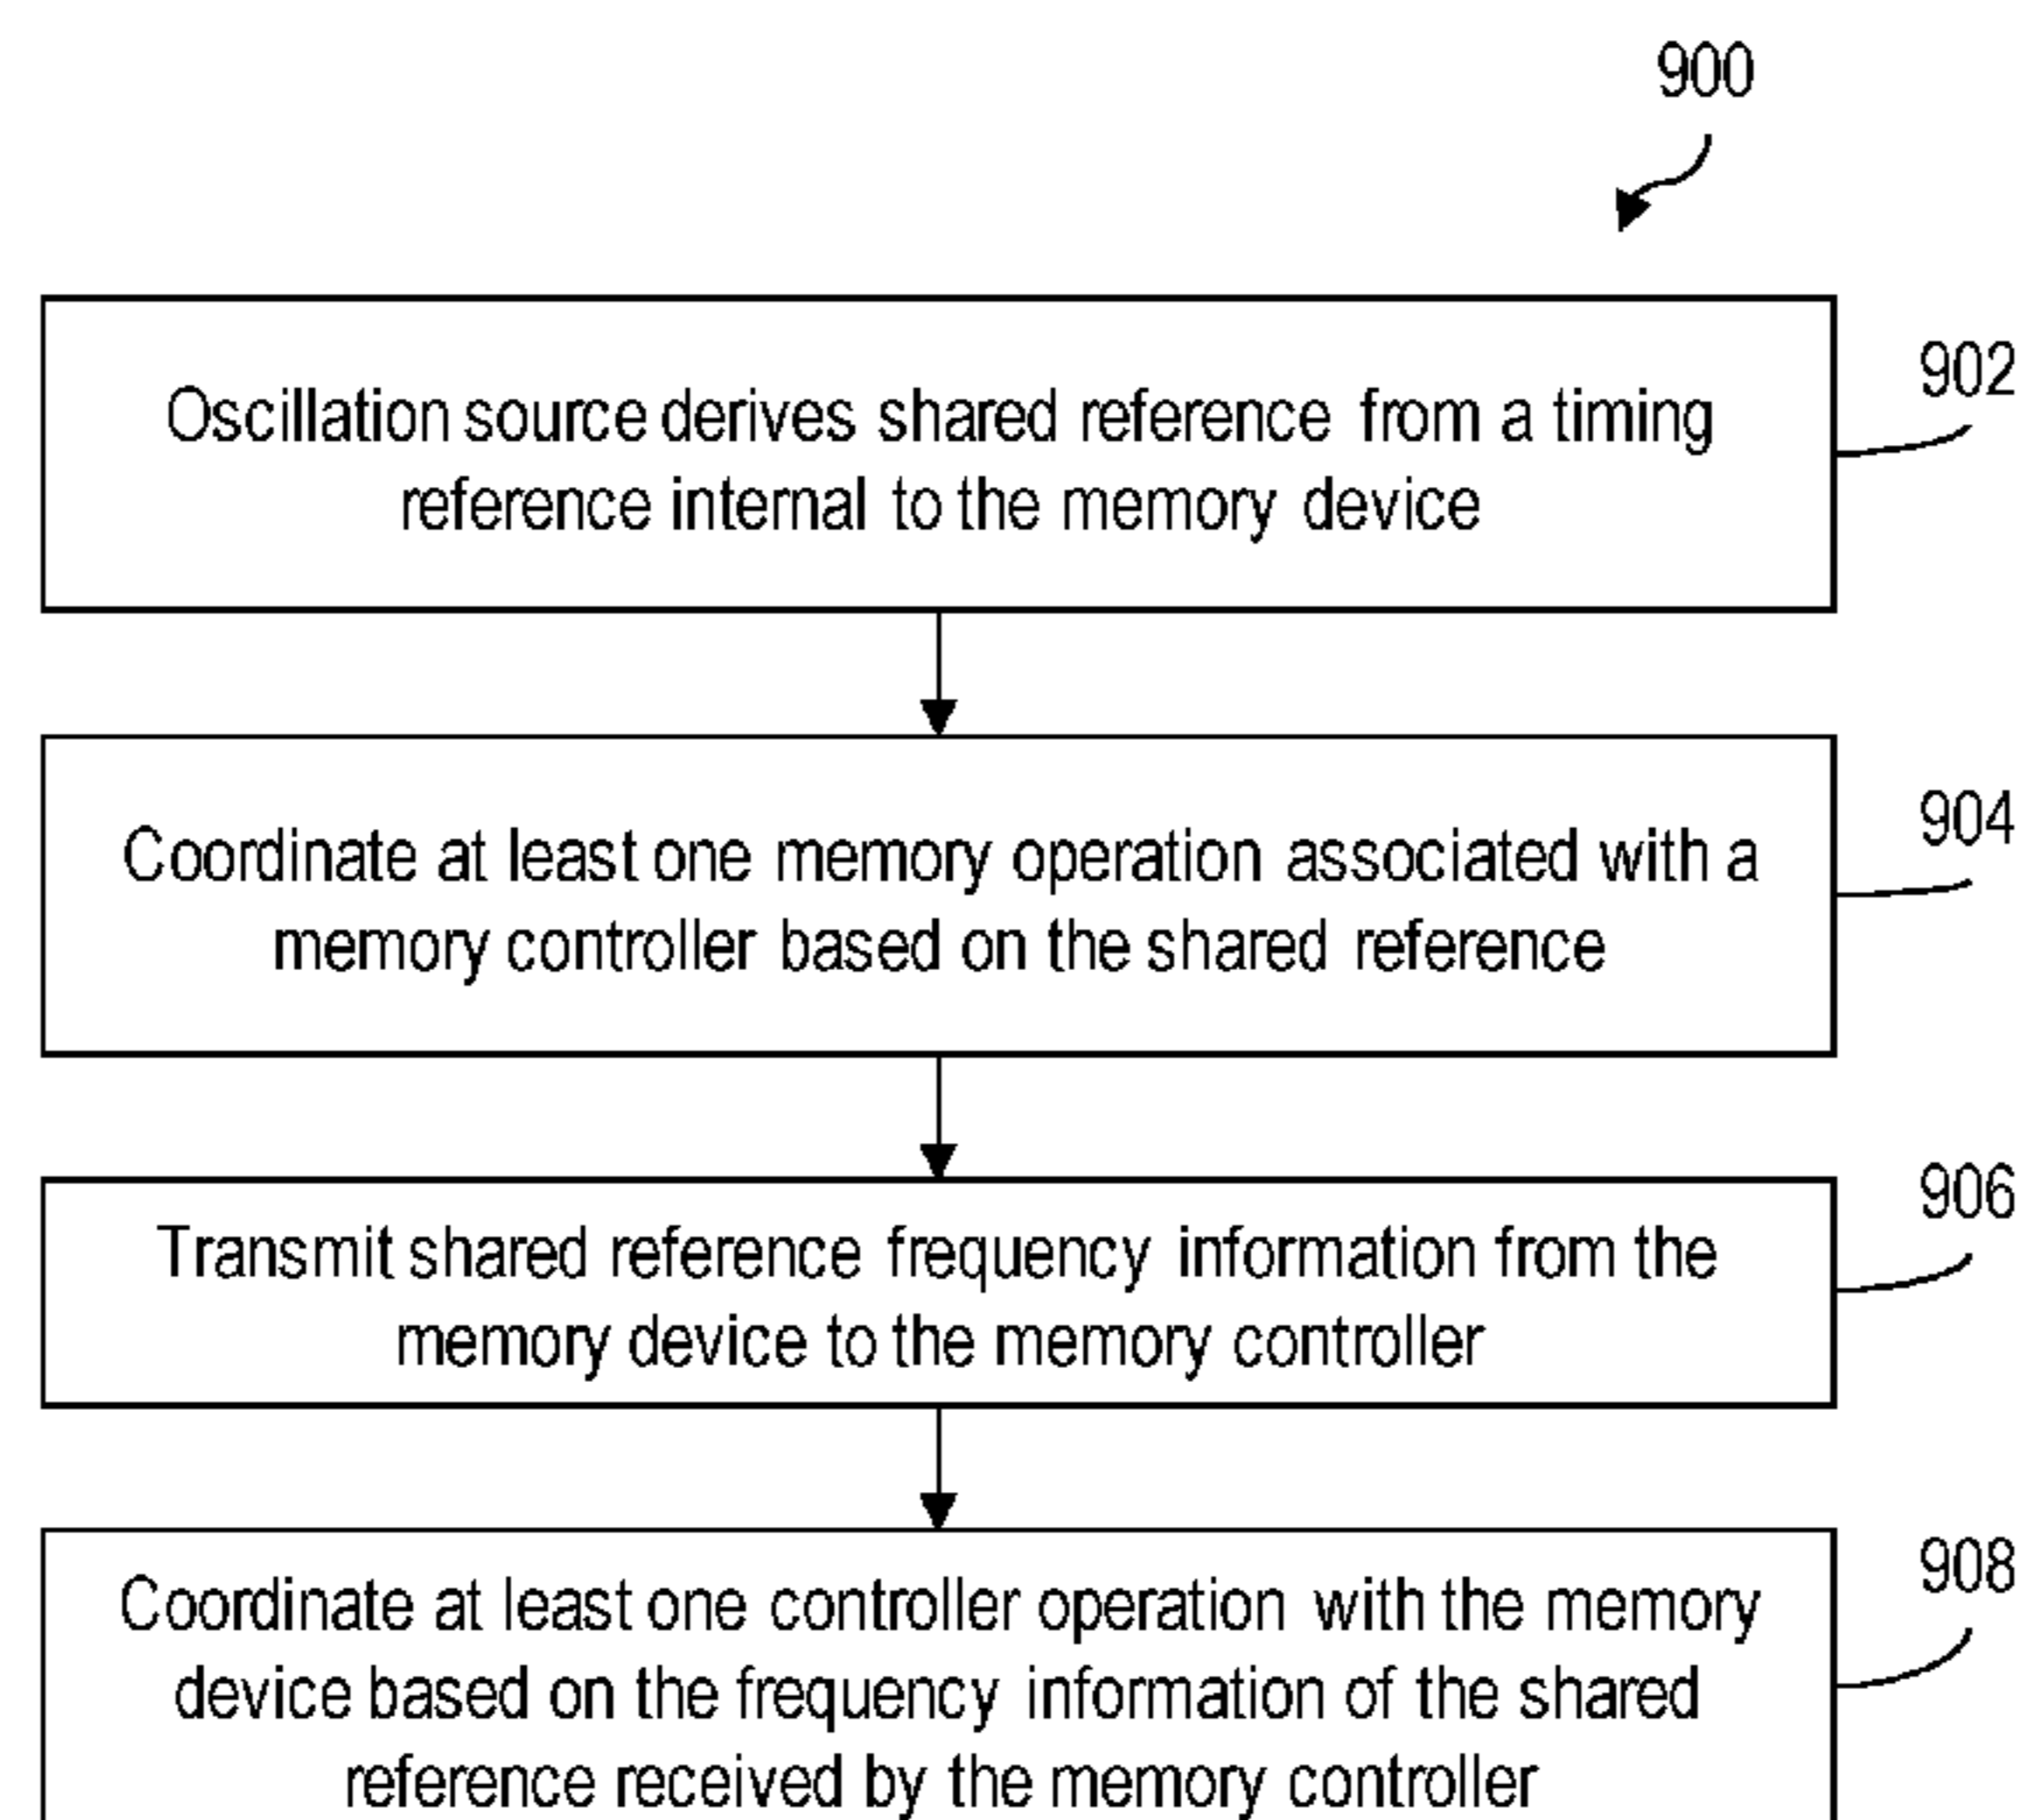 900
Oscillation source derives shared reference from a timing
reference internal to the memory device
902
Coordinate at least one memory operation associated with a
memory controller based on the shared reference
904
Transmit shared reference frequency information from the
memory device to the memory controller
906
Coordinate at least one controller operation with the memory
device based on the frequency information of the shared
reference received by the memory controller
908